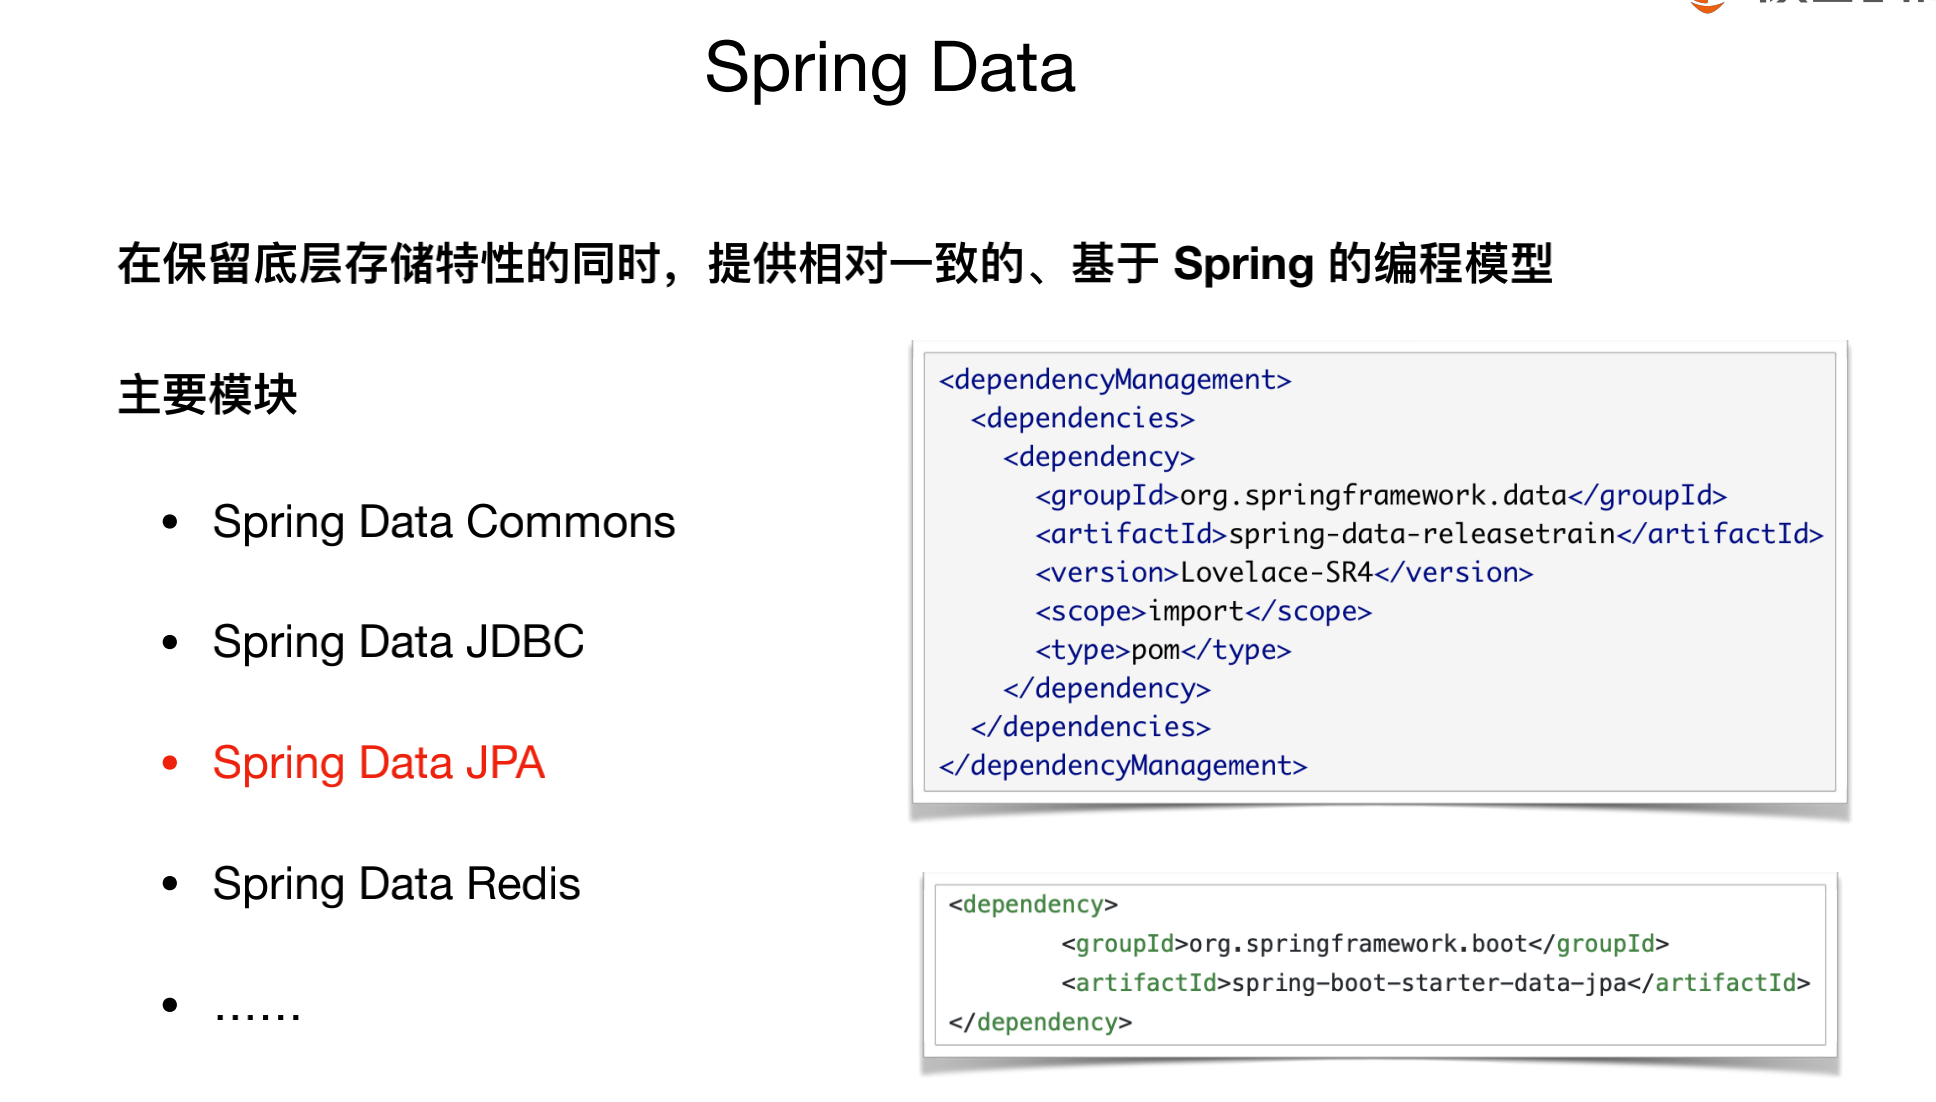 Spring Data
在保留底层存储特性的同时，提供相对一致的、基于 Spring 的编程模型
主要模块
• Spring Data Commons
• Spring Data JDBC
• Spring Data JPA
• Spring Data Redis
• ……
<dependencyManagement>
  <dependencies>
    <dependency>
      <groupId>org.springframework.data</groupId>
      <artifactId>spring-data-releasetrain</artifactId>
      <version>Lovelace-SR4</version>
      <scope>import</scope>
      <type>pom</type>
    </dependency>
  </dependencies>
</dependencyManagement>
<dependency>
        <groupId>org.springframework.boot</groupId>
        <artifactId>spring-boot-starter-data-jpa</artifactId>
</dependency>